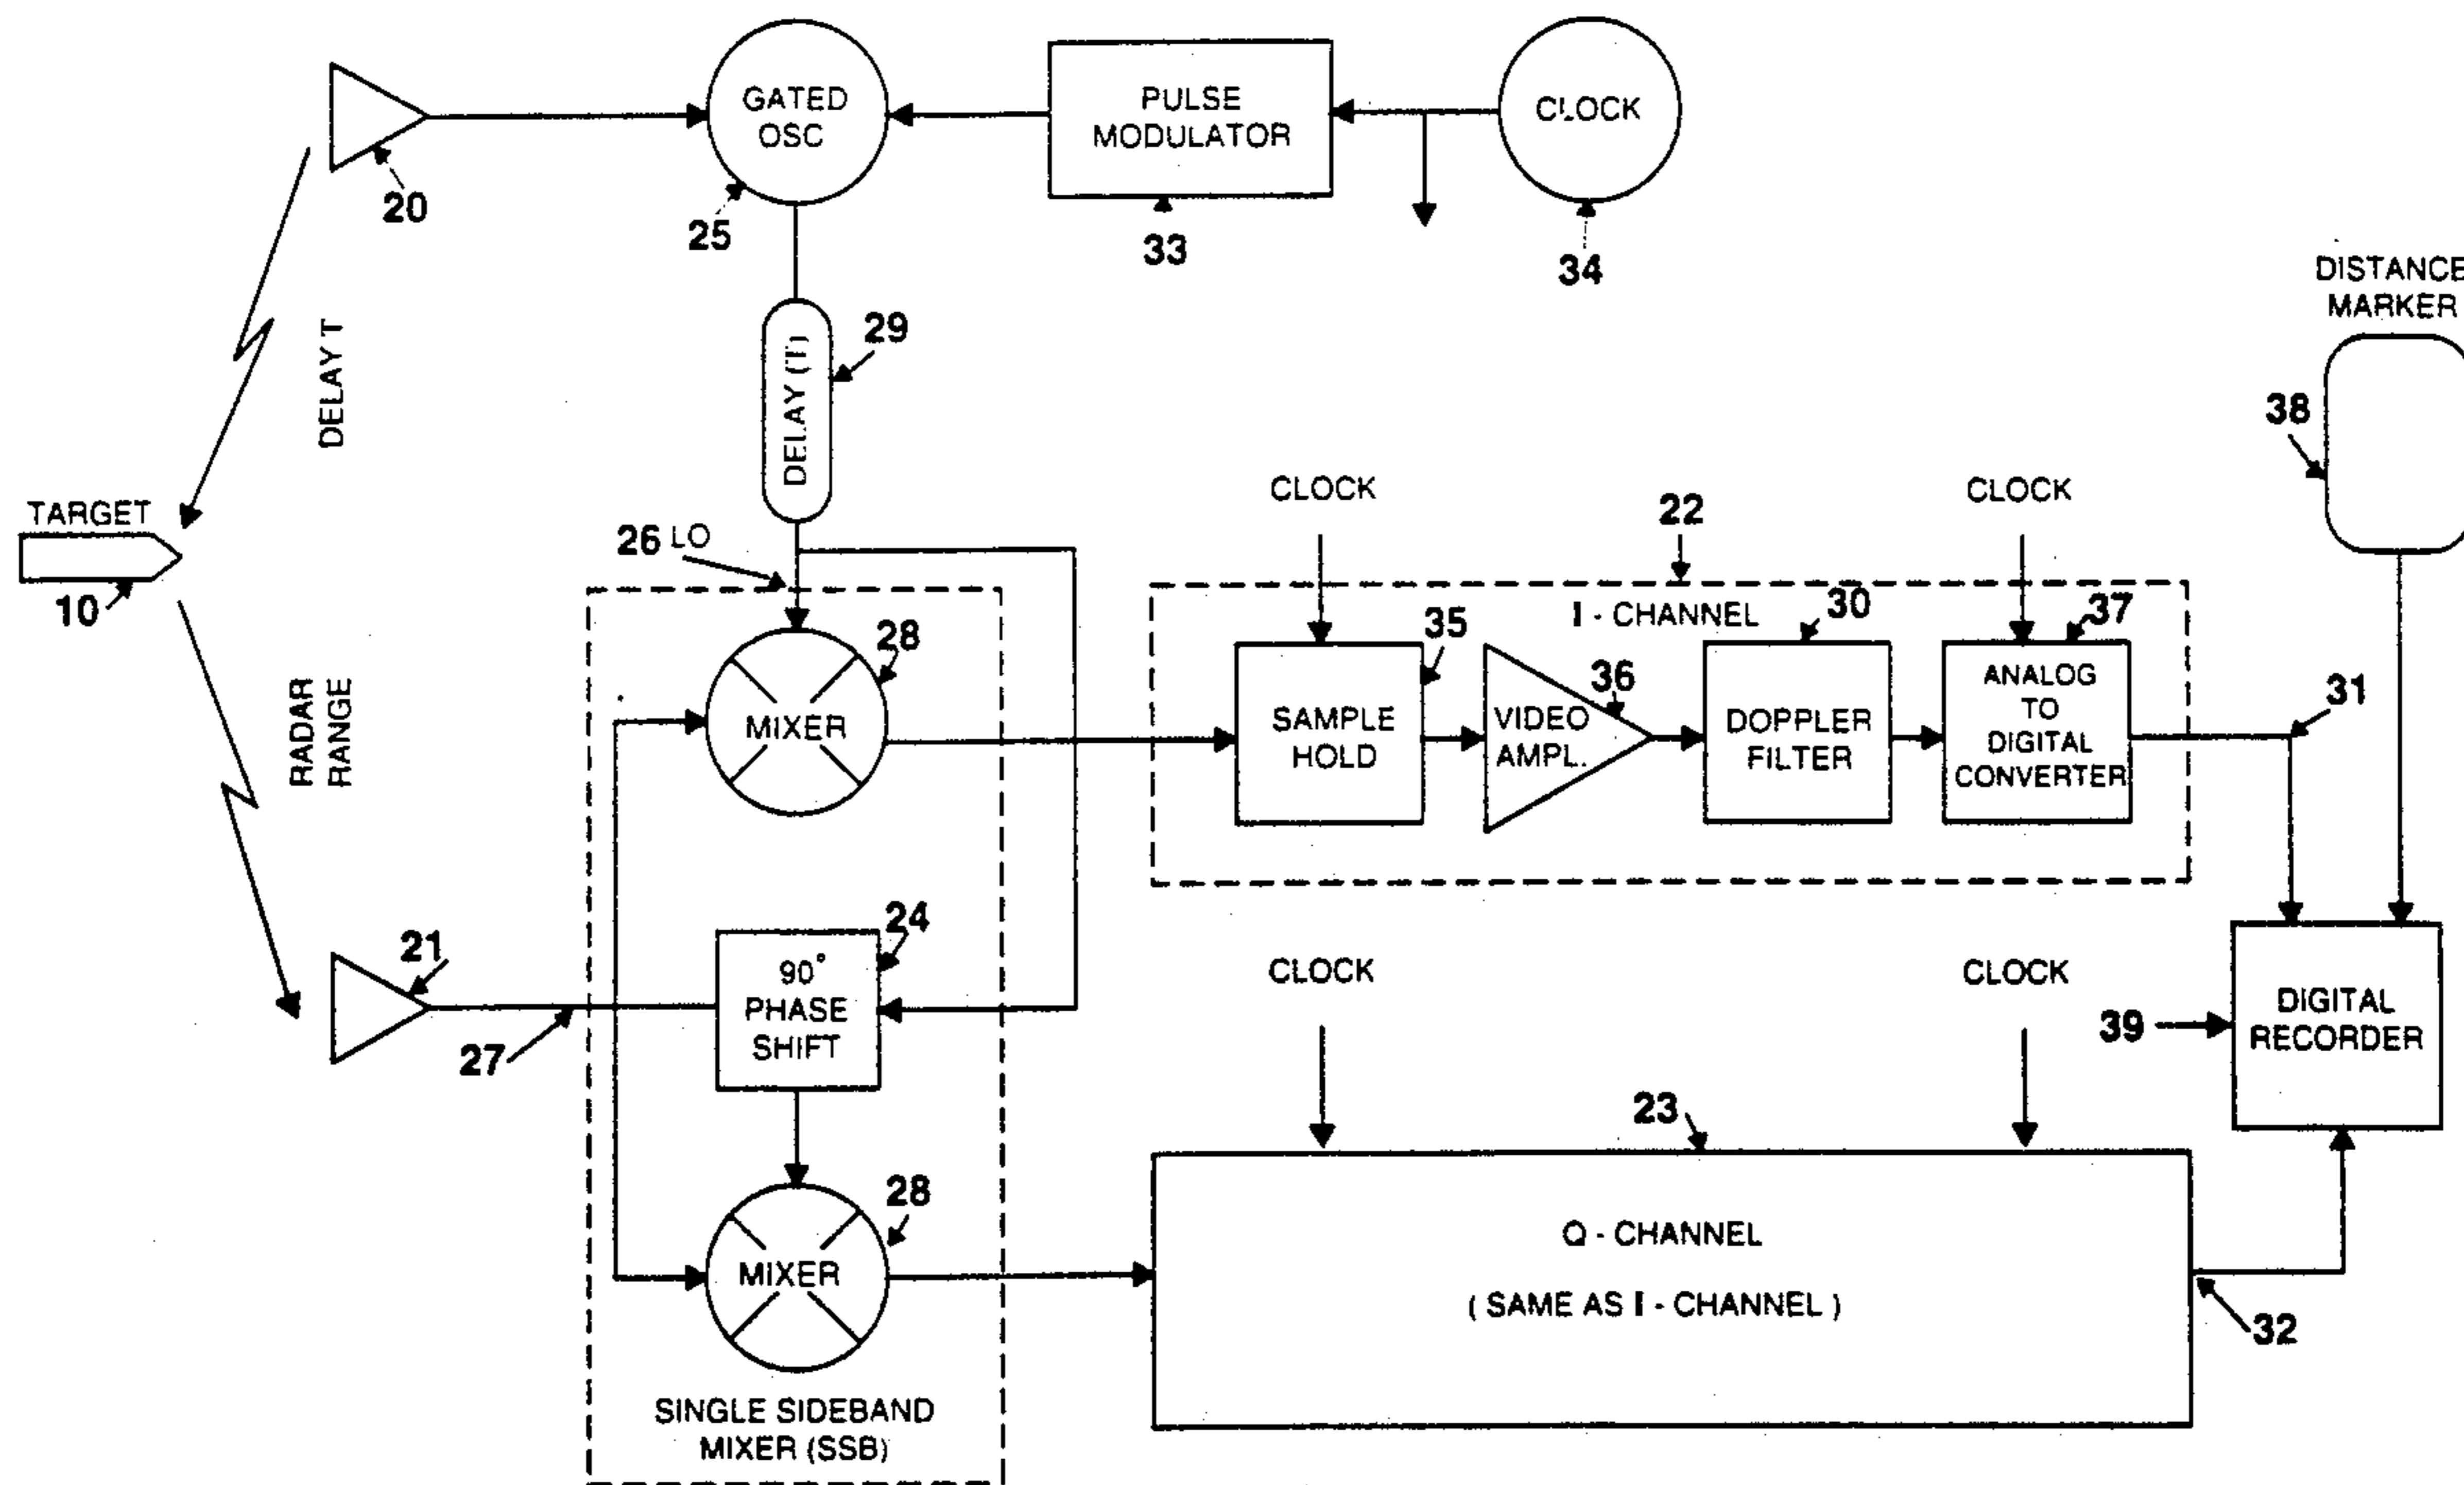 GATED
OSC
PULSE
MODULATOR
CLOCK
20
25
33
34
DISTANCE
MARKER
DELAY T
29
DELAY (T)
38
TARGET
10
26 LO
CLOCK
22
CLOCK
I - CHANNEL
30
37
28
35
36
MIXER
SAMPLE
HOLD
VIDEO
AMPL.
DOPPLER
FILTER
ANALOG
TO
DIGITAL
CONVERTER
31
RADAR
RANGE
21
24
90°
PHASE
SHIFT
27
CLOCK
CLOCK
39
DIGITAL
RECORDER
23
28
MIXER
Q - CHANNEL
( SAME AS I - CHANNEL )
32
SINGLE SIDEBAND
MIXER (SSB)